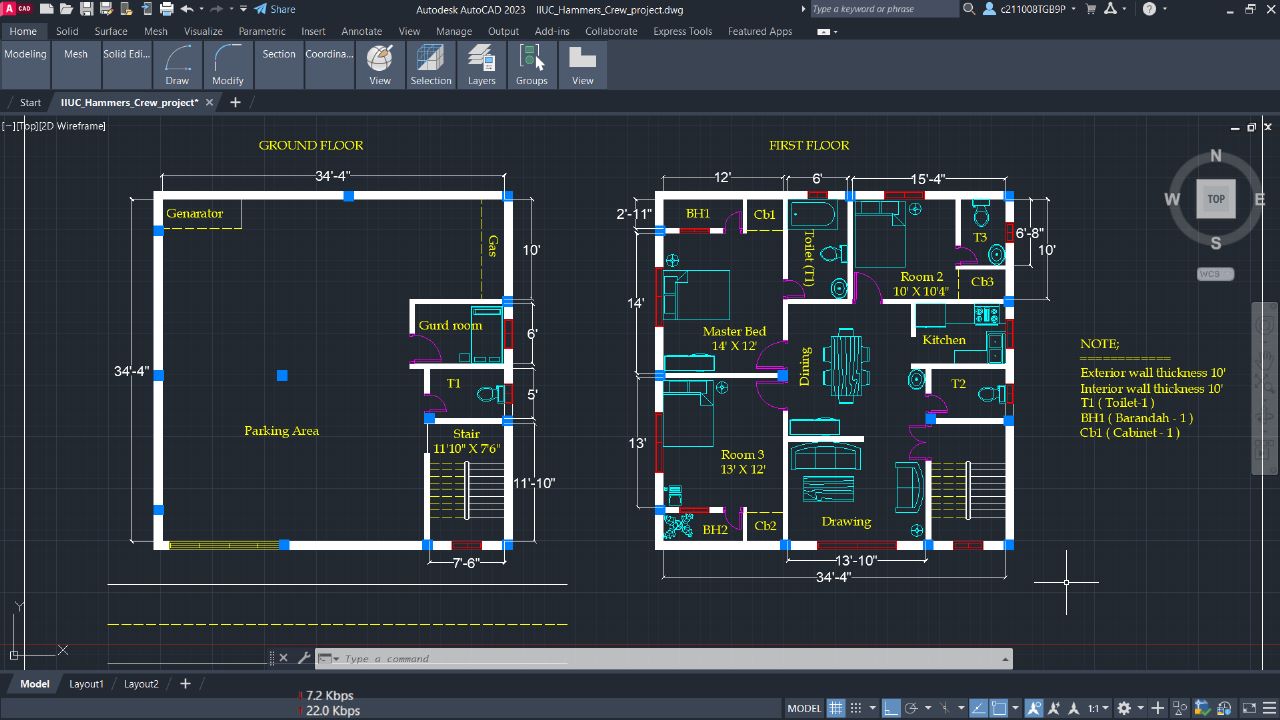 A CAD
Share
Autodesk AutoCAD 2023 IIUC_Hammers_Crew_project.dwg
Type a keyword or phrase
c211008TGB9P
Home Solid Surface Mesh Visualize Parametric Insert Annotate View Manage Output Add-ins Collaborate Express Tools Featured Apps
Modeling Mesh Solid Edi... Draw Modify Section Coordina... View Selection Layers Groups View
Start IIUC_Hammers_Crew_project*
[−][Top][2D Wireframe]
GROUND FLOOR
34'-4"
Genarator
Gas
10'
Gurd room
6'
34'-4"
T1
5'
Parking Area
Stair
11'10" X 7'6"
11'-10"
7'-6"
FIRST FLOOR
12' 6' 15'-4"
2'-11"
BH1 Cb1
Toilet (T1)
T3
6'-8"
10'
Room 2
10' X 10'4"
Cb3
14'
Master Bed
14' X 12'
Dining
Kitchen
T2
13'
Room 3
13' X 12'
Drawing
BH2 Cb2
13'-10"
34'-4"
N
W TOP E
S
WCS
NOTE;
=============
Exterior wall thickness 10'
Interior wall thickness 10'
T1 ( Toilet-1 )
BH1 ( Barandah - 1 )
Cb1 ( Cabinet - 1 )
Y
X
Type a command
Model Layout1 Layout2
7.2 Kbps
22.0 Kbps
MODEL
1:1